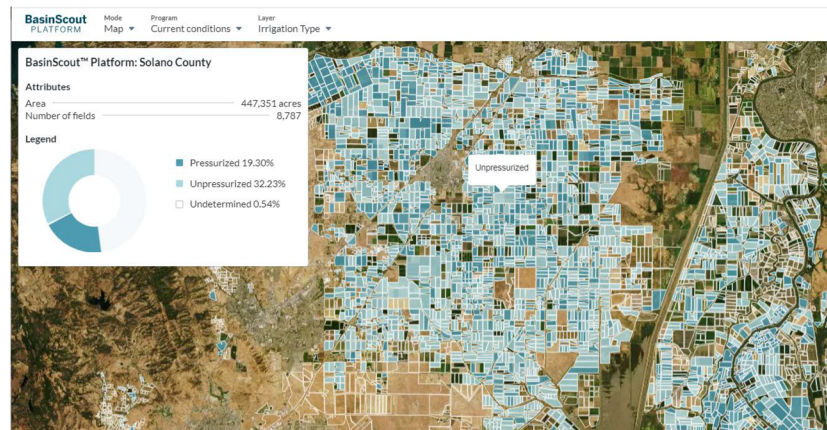 BasinScout
PLATFORM
Mode
Map
Program
Current conditions
Layer
Irrigation Type
BasinScout™ Platform: Solano County
Attributes
Area 447,351 acres
Number of fields 8,787
Legend
Pressurized 19.30%
Unpressurized 32.23%
Undetermined 0.54%
Unpressurized